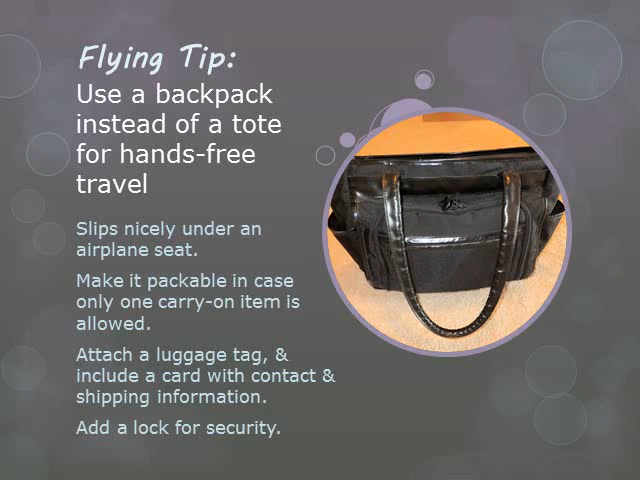 Flying Tip:
Use a backpack
instead of a tote
for hands-free
travel
Slips nicely under an
airplane seat.
Make it packable in case
only one carry-on item is
allowed.
Attach a luggage tag, &
include a card with contact &
shipping information.
Add a lock for security.